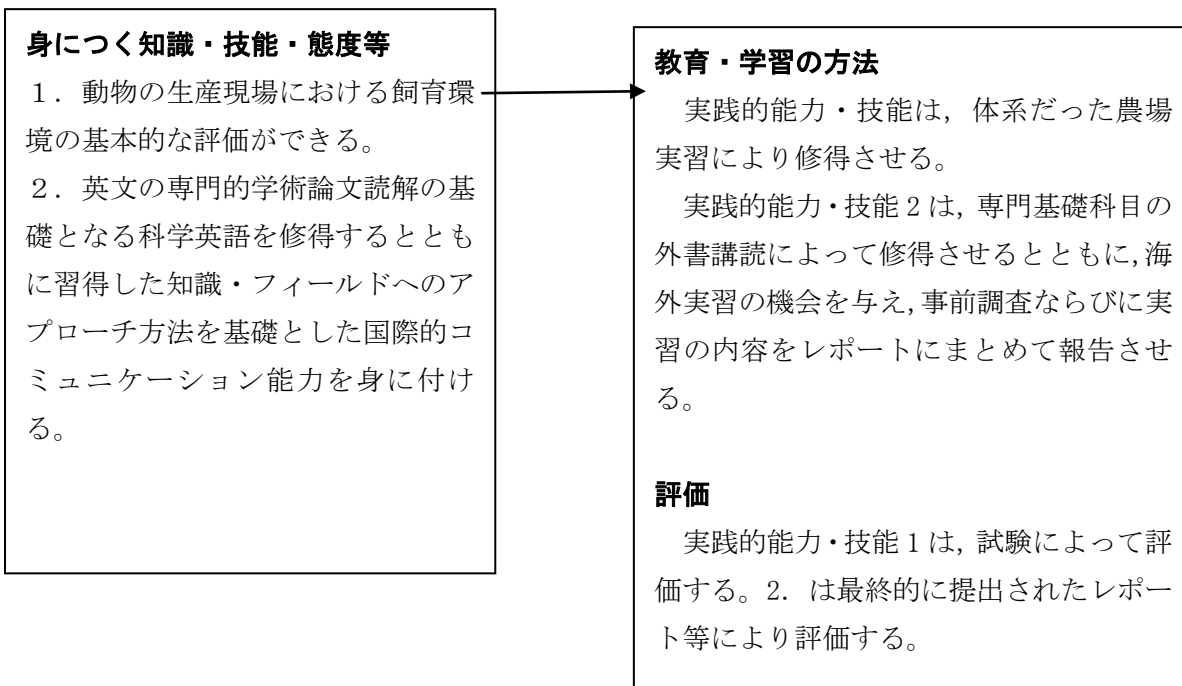 身につく知識・技能・態度等
１．動物の生産現場における飼育環
境の基本的な評価ができる。
２．英文の専門的学術論文読解の基
礎となる科学英語を修得するととも
に習得した知識・フィールドへのア
プローチ方法を基礎とした国際的コ
ミュニケーション能力を身に付け
る。
教育・学習の方法
実践的能力・技能は，体系だった農場
実習により修得させる。
実践的能力・技能 2 は，専門基礎科目の
外書講読によって修得させるとともに，海
外実習の機会を与え，事前調査ならびに実
習の内容をレポートにまとめて報告させ
る。
評価
実践的能力・技能 1 は，試験によって評
価する。2．は最終的に提出されたレポー
ト等により評価する。